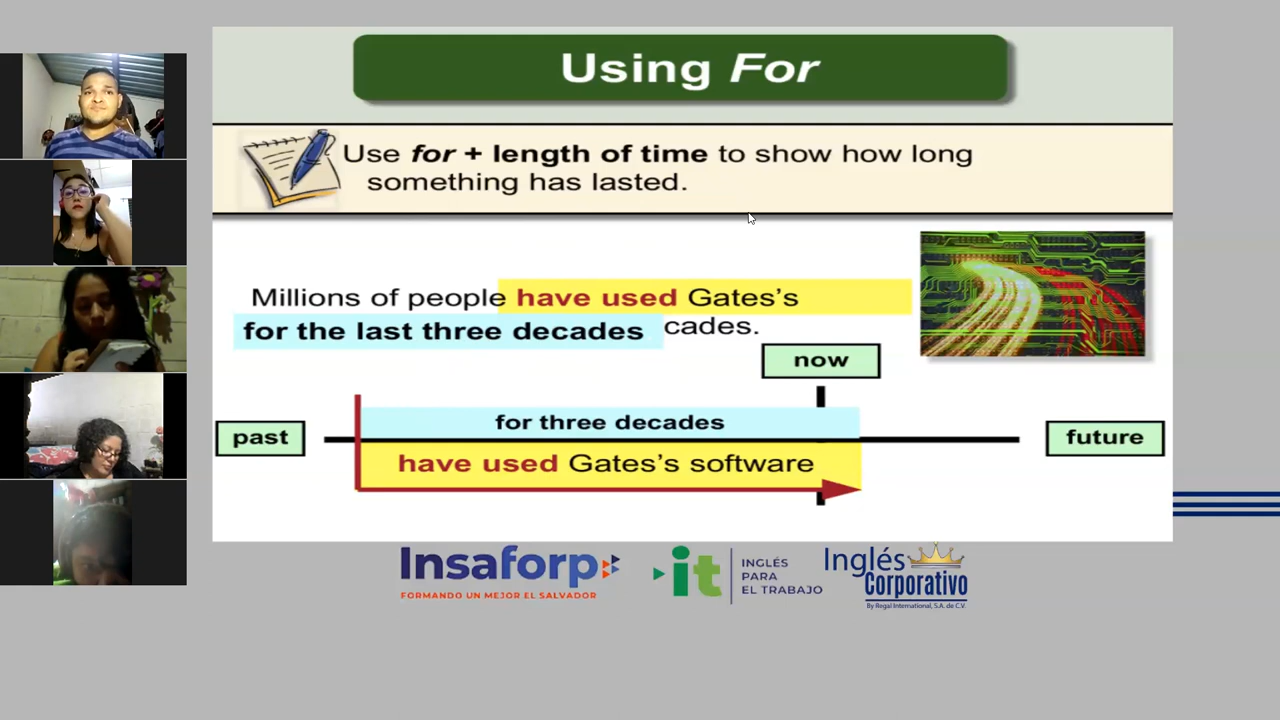 Using For
Use for + length of time to show how long
something has lasted.
Millions of people have used Gates's
for the last three decades cades.
now
for three decades
past
future
have used Gates's software
Insaforp
FORMANDO UN MEJOR EL SALVADOR
it
INGLÉS
PARA
EL TRABAJO
Inglés
Corporativo
By Regal International, S.A. de C.V.